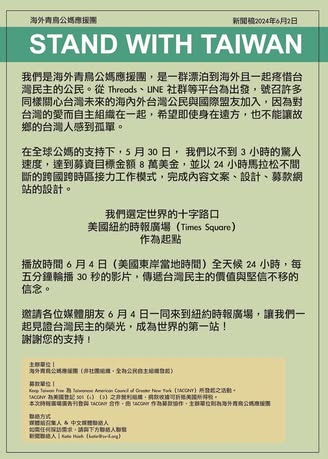 海外青鳥公媽應援團
新聞稿2024年6月2日
STAND WITH TAIWAN
我們是海外青鳥公媽應援團，是一群漂泊到海外且一起疼惜台
灣民主的公民。從 Threads、LINE 社群等平台為出發，號召許多
同樣關心台灣未來的海內外台灣公民與國際盟友加入，因為對
台灣的愛而自主組織在一起，希望即使身在遠方，也不能讓故
鄉的台灣人感到孤單。
在全球公媽的支持下，5 月 30 日， 我們以不到 3 小時的驚人
速度，達到募資目標金額 8 萬美金，並以 24 小時馬拉松不間
斷的跨國跨時區接力工作模式，完成內容文案、設計、募款網
站的設計。
我們選定世界的十字路口
美國紐約時報廣場（Times Square）
作為起點
播放時間 6 月 4 日（美國東岸當地時間）全天候 24 小時，每
五分鐘輪播 30 秒的影片，傳遞台灣民主的價值與堅信不移的
信念。
邀請各位媒體朋友 6 月 4 日一同來到紐約時報廣場，讓我們一
起見證台灣民主的榮光，成為世界的第一站！
謝謝您的支持！
主辦單位｜
海外青鳥公媽應援團（非社團組織，全為公民自主組織發起）
募款單位｜
Keep Taiwan Free 為 Taiwanese American Council of Greater New York（TACGNY）所發起之活動。
TACGNY 為美國登記 501（c）（3）之非營利組織，捐款收據可折抵美國所得稅。
本次時報廣場廣告刊登與 TACGNY 合作，由 TACGNY 作為募款協作，主辦單位則為海外青鳥公媽應援團
聯絡方式
媒體組召集人 & 中文媒體聯絡人
如需任何採訪需求，請與下方聯絡人聯繫